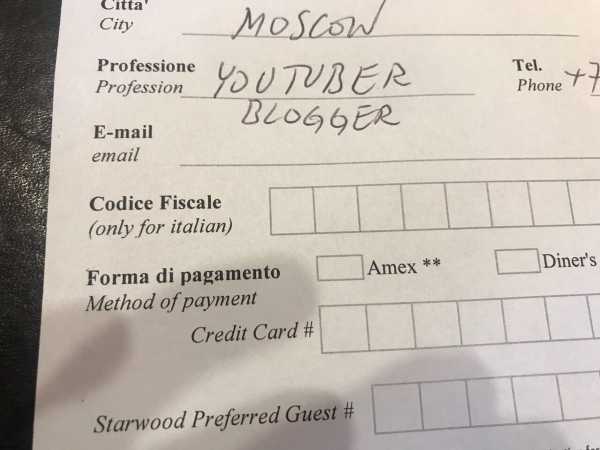 Citta'
City MOSCOW
Professione YOUTUBER Tel.
Profession Phone +7
BLOGGER
E-mail
email
Codice Fiscale
(only for italian)
Forma di pagamento Amex ** Diner's
Method of payment
Credit Card #
Starwood Preferred Guest #